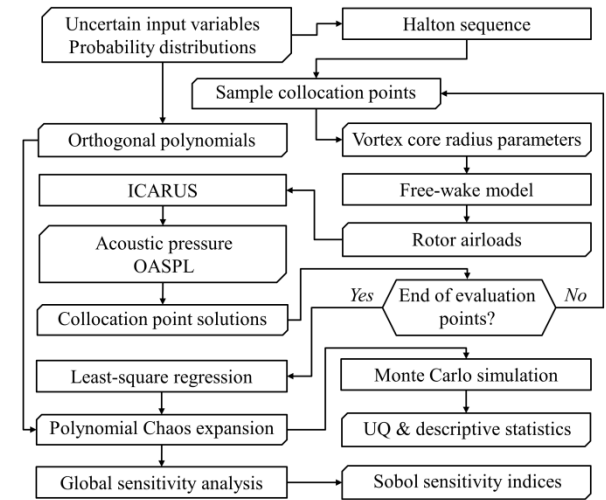 Uncertain input variables
Probability distributions
Halton sequence
Sample collocation points
Orthogonal polynomials
Vortex core radius parameters
ICARUS
Free-wake model
Acoustic pressure
OASPL
Rotor airloads
Collocation point solutions
Yes
End of evaluation
points?
No
Least-square regression
Monte Carlo simulation
Polynomial Chaos expansion
UQ & descriptive statistics
Global sensitivity analysis
Sobol sensitivity indices